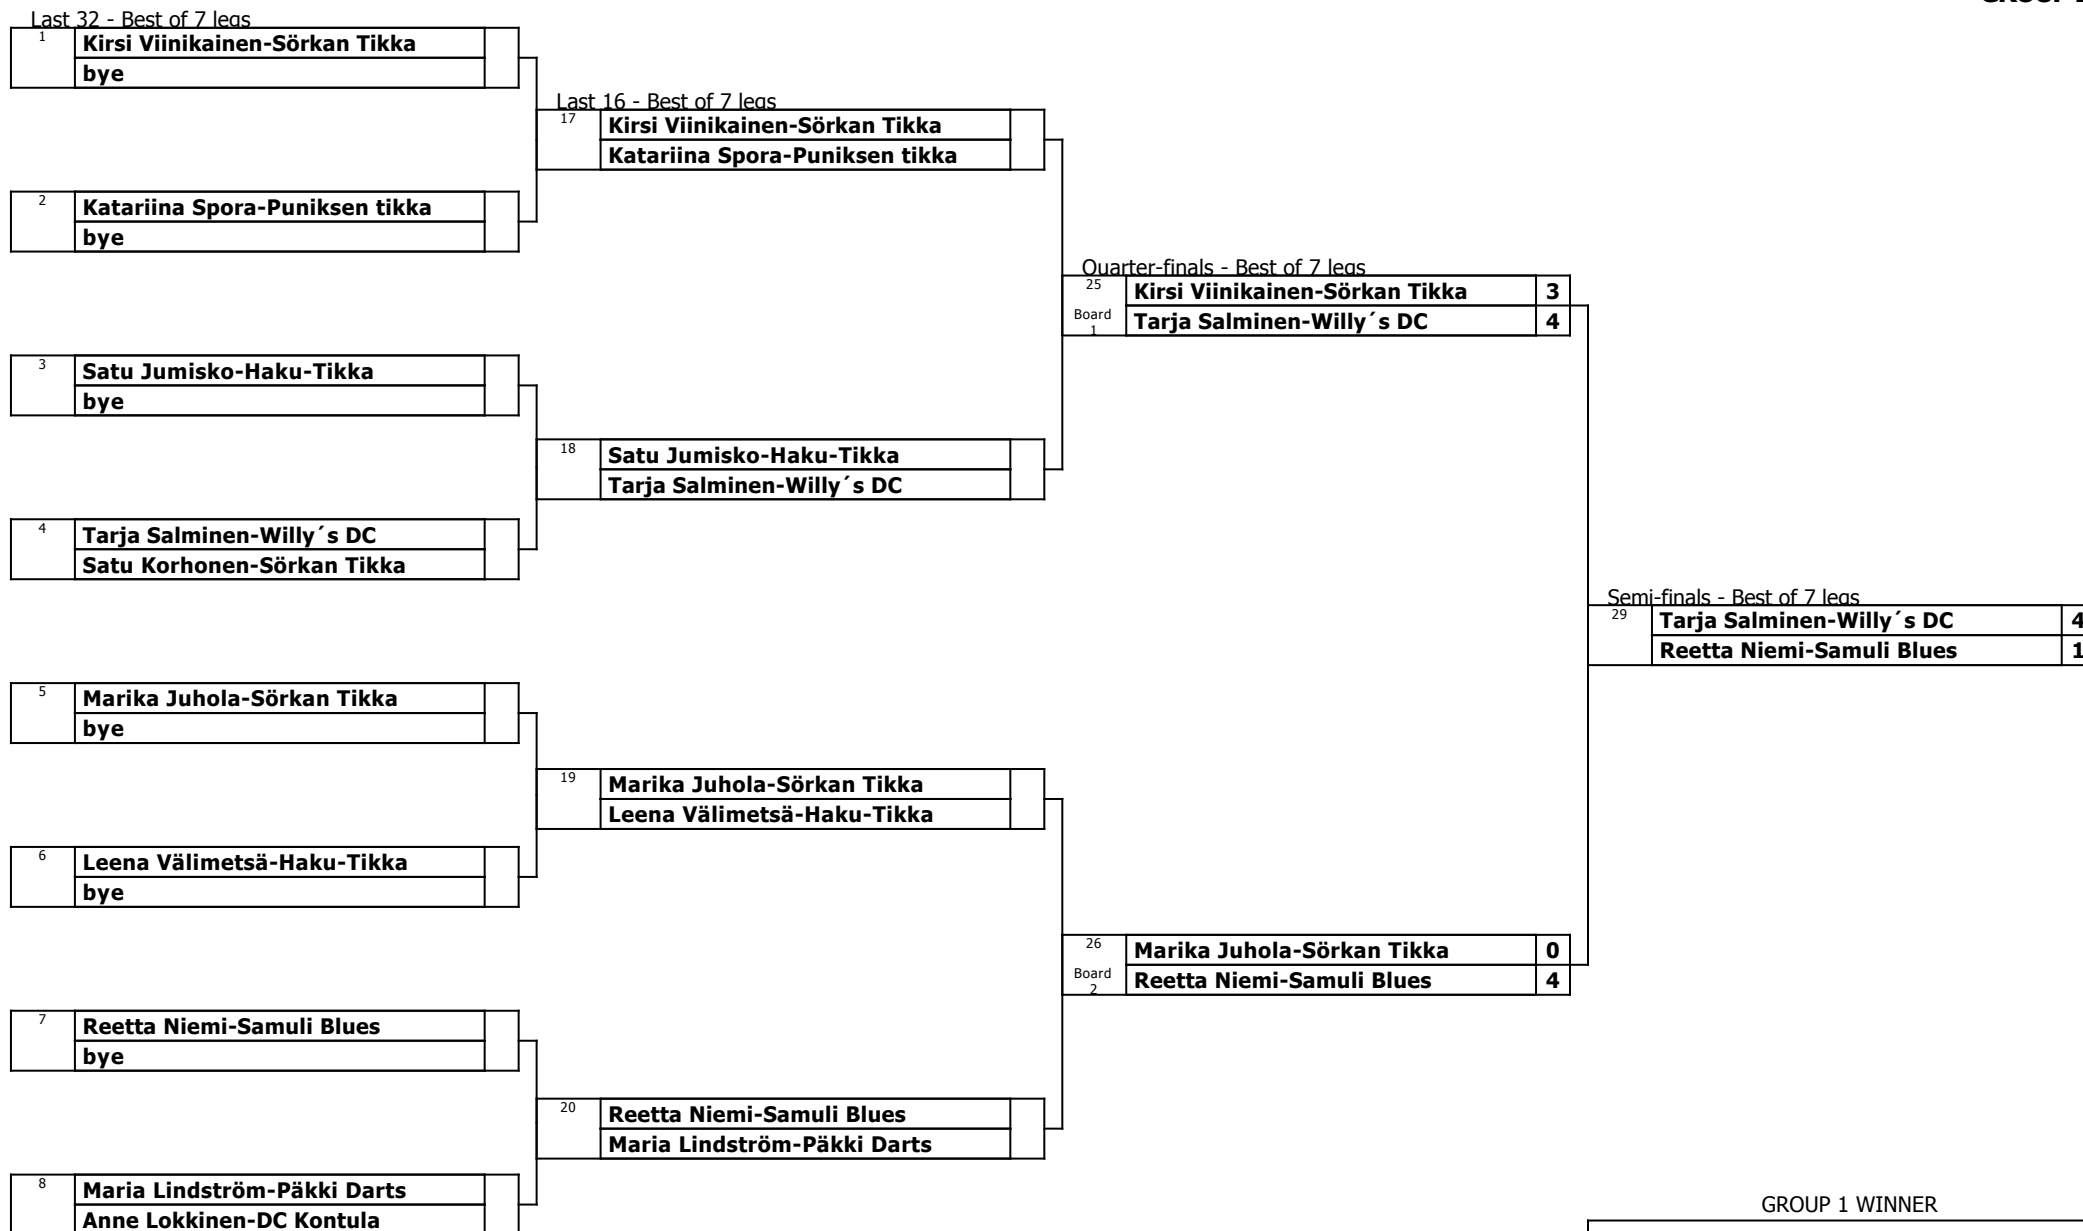 Last 32 - Best of 7 legs
1
Kirsi Viinikainen-Sörkan Tikka
bye
Last 16 - Best of 7 legs
17
Kirsi Viinikainen-Sörkan Tikka
Katariina Spora-Puniksen tikka
2
Katariina Spora-Puniksen tikka
bye
Quarter-finals - Best of 7 legs
25
Kirsi Viinikainen-Sörkan Tikka 3
Board 1
Tarja Salminen-Willy´s DC 4
3
Satu Jumisko-Haku-Tikka
bye
18
Satu Jumisko-Haku-Tikka
Tarja Salminen-Willy´s DC
4
Tarja Salminen-Willy´s DC
Satu Korhonen-Sörkan Tikka
Semi-finals - Best of 7 legs
29
Tarja Salminen-Willy´s DC 4
Reetta Niemi-Samuli Blues 1
5
Marika Juhola-Sörkan Tikka
bye
19
Marika Juhola-Sörkan Tikka
Leena Välimetsä-Haku-Tikka
6
Leena Välimetsä-Haku-Tikka
bye
26
Marika Juhola-Sörkan Tikka 0
Board 2
Reetta Niemi-Samuli Blues 4
7
Reetta Niemi-Samuli Blues
bye
20
Reetta Niemi-Samuli Blues
Maria Lindström-Päkki Darts
8
Maria Lindström-Päkki Darts
Anne Lokkinen-DC Kontula
GROUP 1 WINNER